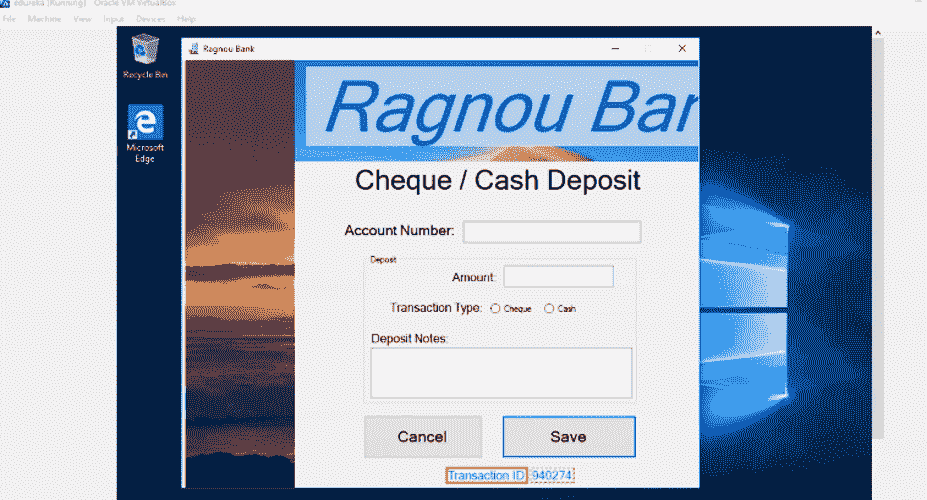 edureka [Running] - Oracle VM VirtualBox
File Machine View Input Devices Help
Recycle Bin
Microsoft
Edge
Ragnou Bank
Ragnou Ban
Cheque / Cash Deposit
Account Number:
Deposit
Amount:
Transaction Type: Cheque Cash
Deposit Notes:
Cancel Save
Transaction ID: 940274